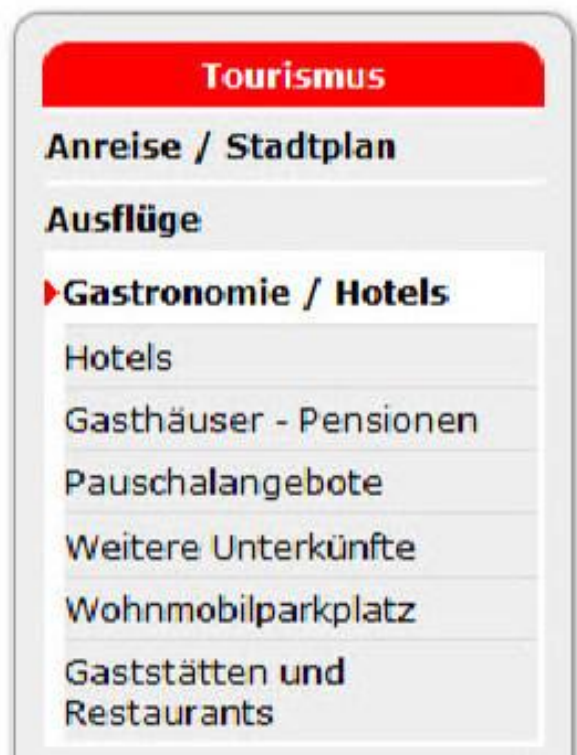 Tourismus
Anreise / Stadtplan
Ausflüge
Gastronomie / Hotels
Hotels
Gasthäuser - Pensionen
Pauschalangebote
Weitere Unterkünfte
Wohnmobilparkplatz
Gaststätten und
Restaurants